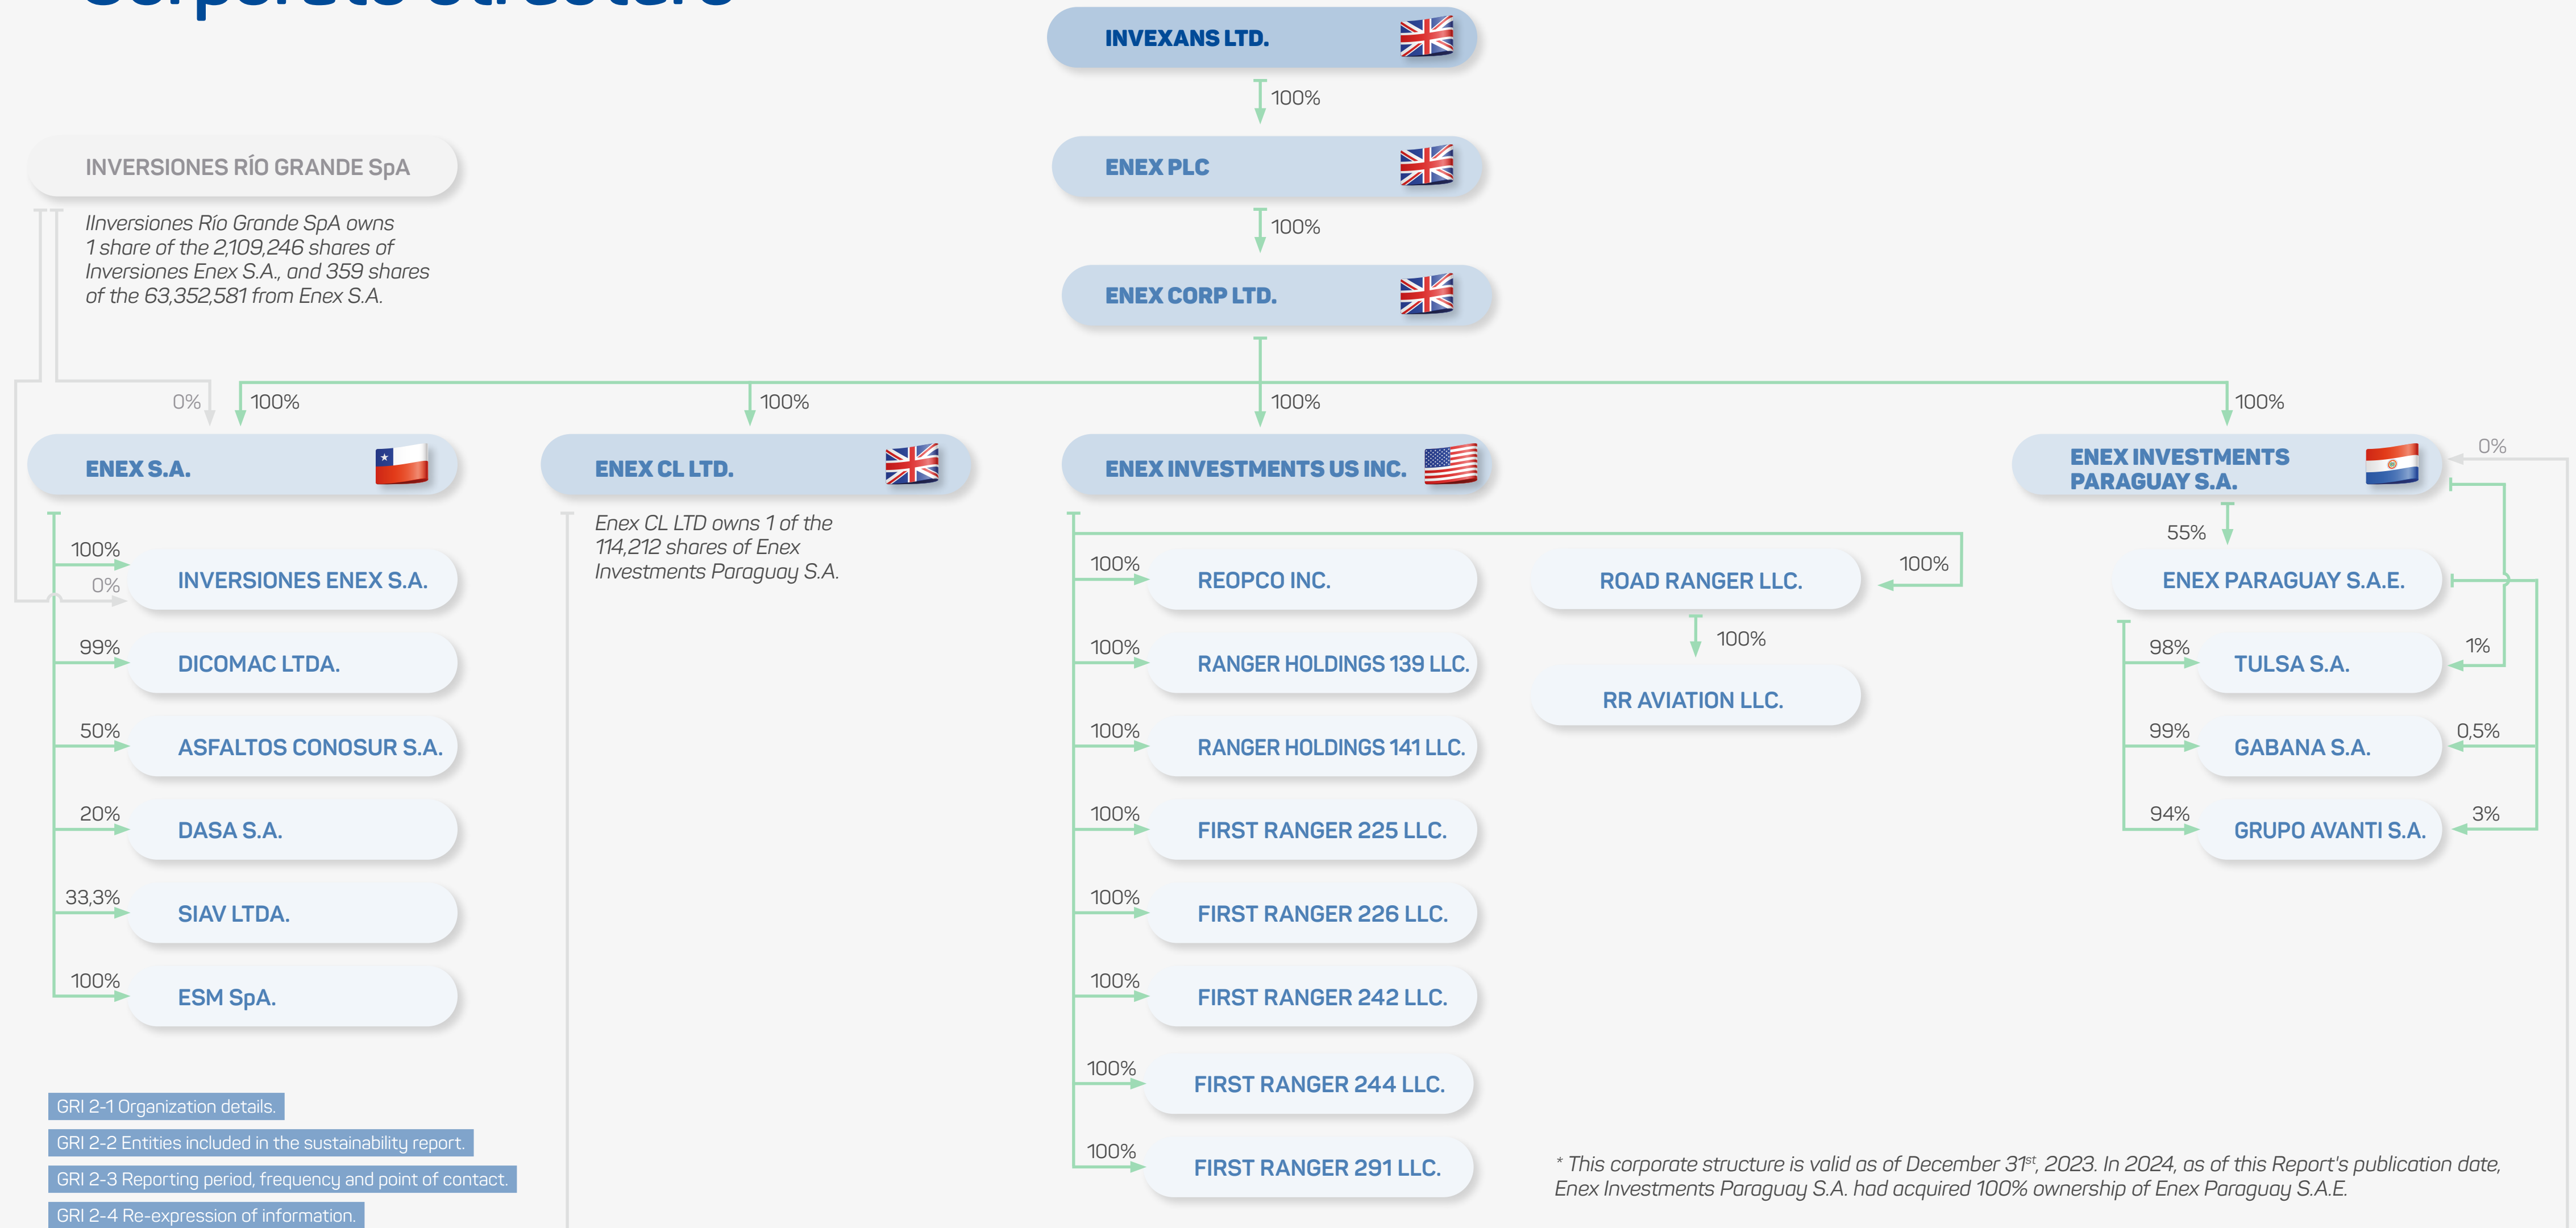 Corporate structure
INVEXANS LTD.
100%
ENEX PLC
100%
ENEX CORP LTD.
INVERSIONES RÍO GRANDE SpA
IInversiones Río Grande SpA owns
1 share of the 2,109,246 shares of
Inversiones Enex S.A., and 359 shares
of the 63,352,581 from Enex S.A.
0%
100%
100%
100%
100%
ENEX S.A.
100%
0%
INVERSIONES ENEX S.A.
99%
DICOMAC LTDA.
50%
ASFALTOS CONOSUR S.A.
20%
DASA S.A.
33,3%
SIAV LTDA.
100%
ESM SpA.
ENEX CL LTD.
Enex CL LTD owns 1 of the
114,212 shares of Enex
Investments Paraguay S.A.
ENEX INVESTMENTS US INC.
100%
REOPCO INC.
100%
RANGER HOLDINGS 139 LLC.
100%
RANGER HOLDINGS 141 LLC.
100%
FIRST RANGER 225 LLC.
100%
FIRST RANGER 226 LLC.
100%
FIRST RANGER 242 LLC.
100%
FIRST RANGER 244 LLC.
100%
FIRST RANGER 291 LLC.
100%
ROAD RANGER LLC.
100%
RR AVIATION LLC.
ENEX INVESTMENTS
PARAGUAY S.A.
0%
55%
ENEX PARAGUAY S.A.E.
98%
TULSA S.A.
1%
99%
GABANA S.A.
0,5%
94%
GRUPO AVANTI S.A.
3%
GRI 2-1 Organization details.
GRI 2-2 Entities included in the sustainability report.
GRI 2-3 Reporting period, frequency and point of contact.
GRI 2-4 Re-expression of information.
* This corporate structure is valid as of December 31st, 2023. In 2024, as of this Report's publication date,
Enex Investments Paraguay S.A. had acquired 100% ownership of Enex Paraguay S.A.E.